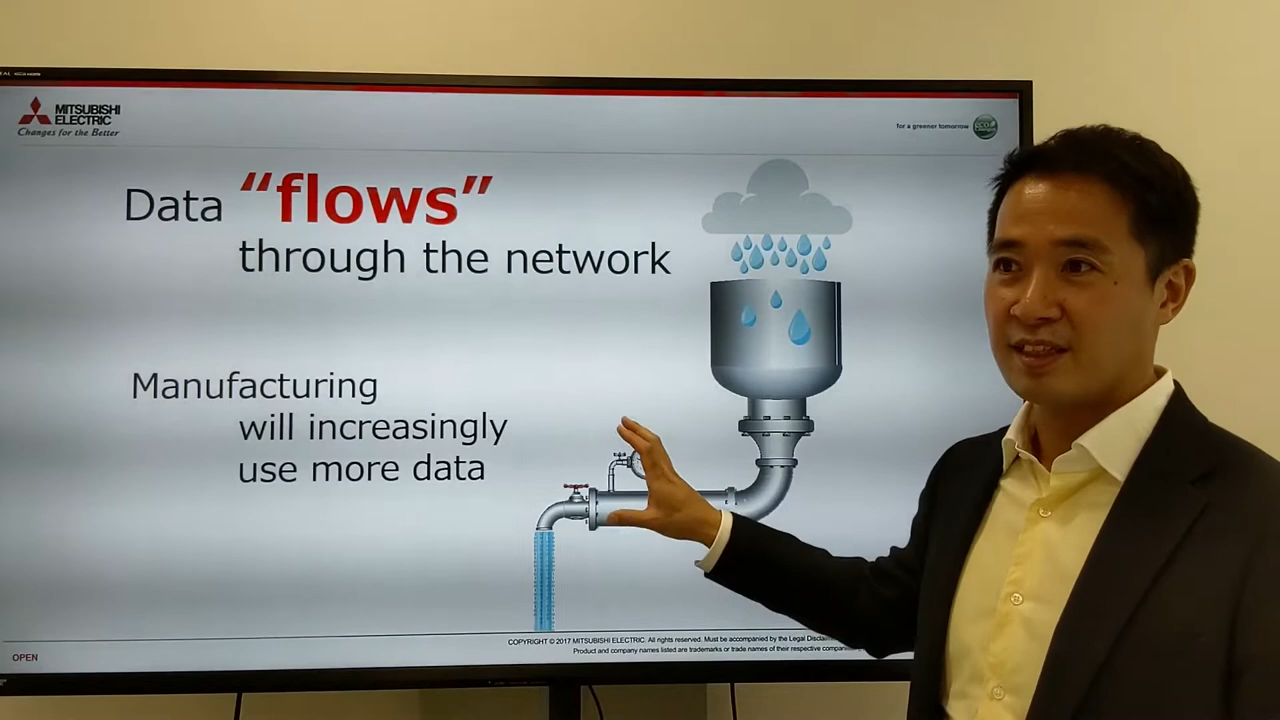 MITSUBISHI
ELECTRIC
Changes for the Better
for a greener tomorrow
eco
Data “flows”
through the network
Manufacturing
will increasingly
use more data
COPYRIGHT © 2017 MITSUBISHI ELECTRIC. All rights reserved. Must be accompanied by the Legal
Product and company names listed are trademarks or trade names of their respective
OPEN